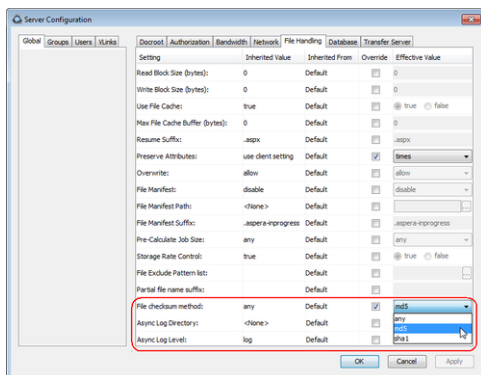 Server Configuration
Global Groups Users VLinks
Docroot Authorization Bandwidth Network File Handling Database Transfer Server
Setting Inherited Value Inherited From Override Effective Value
Read Block Size (bytes): 0 Default 0
Write Block Size (bytes): 0 Default 0
Use File Cache: true Default true false
Max File Cache Buffer (bytes): 0 Default 0
Resume Suffix: .aspx Default .aspx
Preserve Attributes: use client setting Default times
Overwrite: allow Default allow
File Manifest: disable Default disable
File Manifest Path: <None> Default ...
File Manifest Suffix: .aspera-inprogress Default .aspera-inprogress
Pre-Calculate Job Size: any Default any
Storage Rate Control: true Default true false
File Exclude Pattern list: Default ...
Partial file name suffix: Default
File checksum method: any Default md5
any
Async Log Directory: <None> Default md5
Async Log Level: log Default sha1
OK Cancel Apply